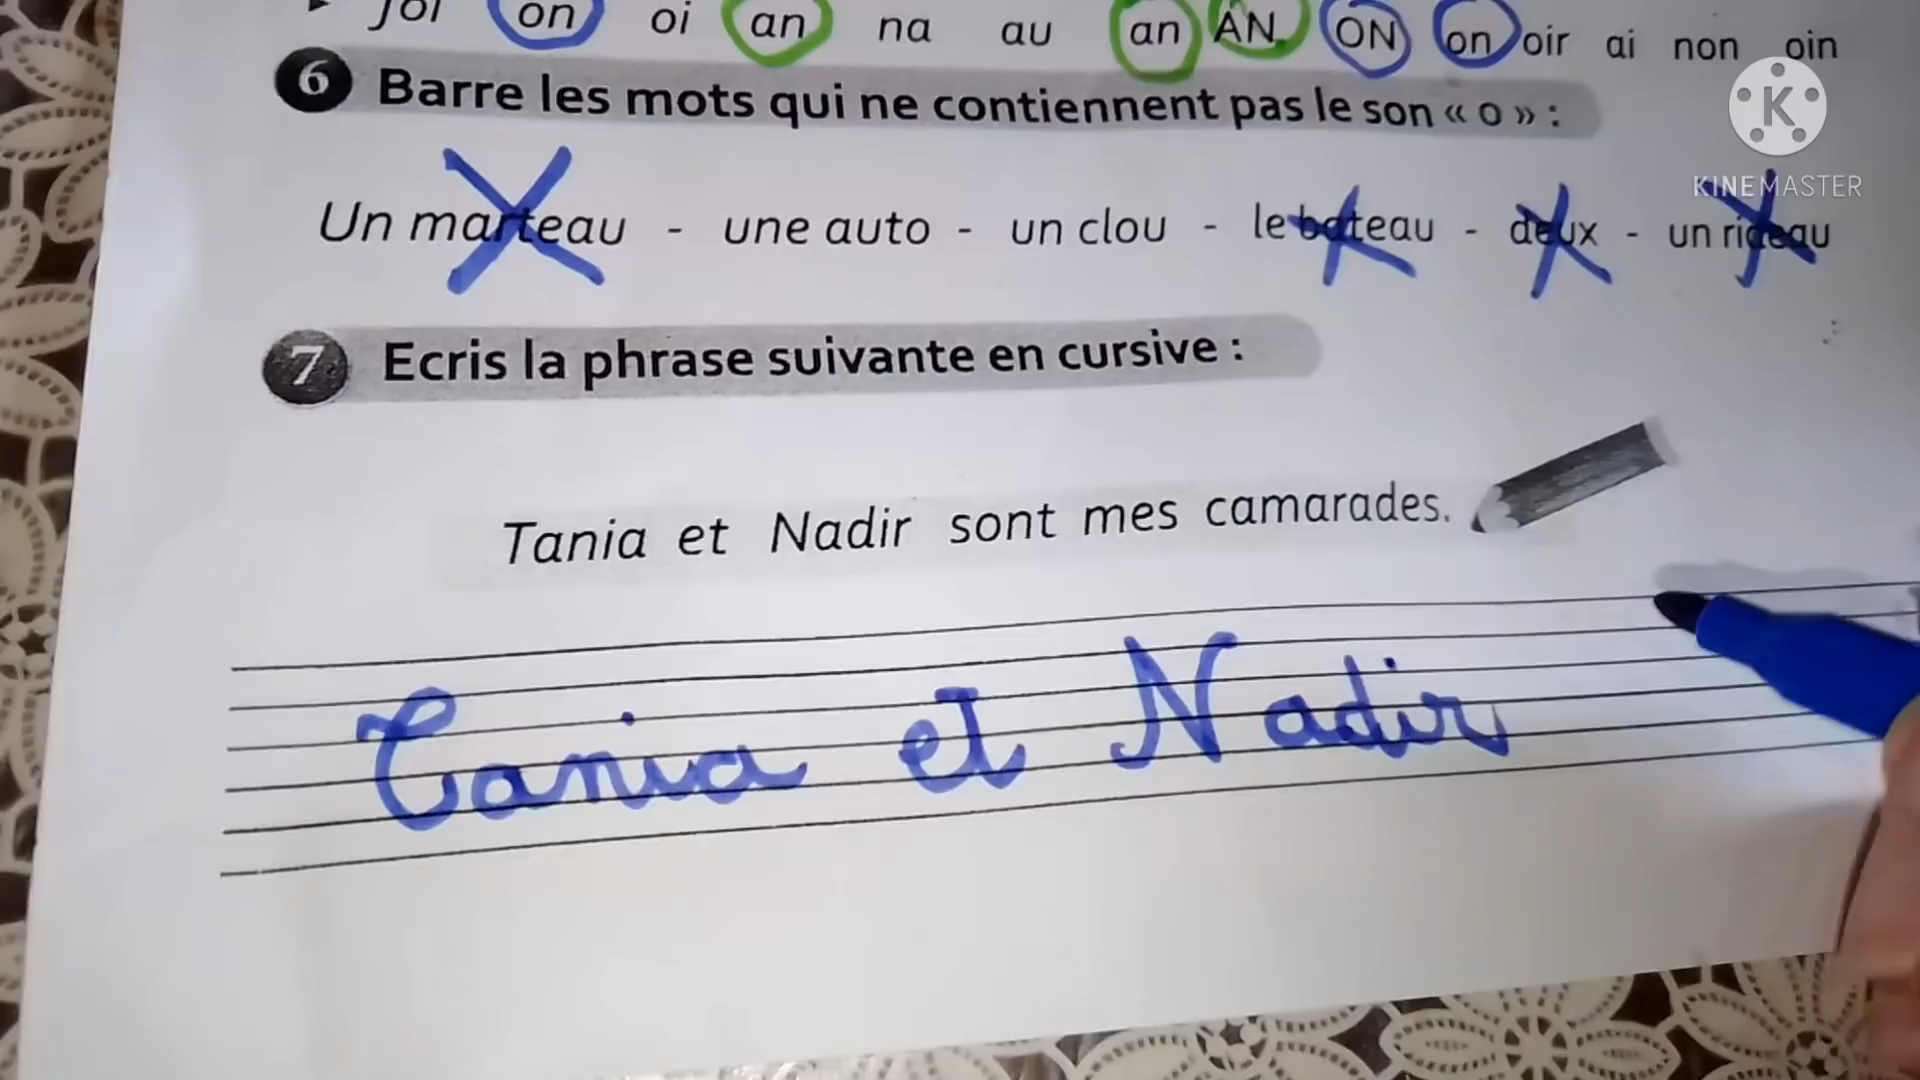 joi on oi an na au an AN ON on oir ai non oin
6 Barre les mots qui ne contiennent pas le son « o » :
K
KINEMASTER
Un marteau - une auto - un clou - le bateau - deux - un rideau
7 Ecris la phrase suivante en cursive :
Tania et Nadir sont mes camarades.
Tania et Nadir